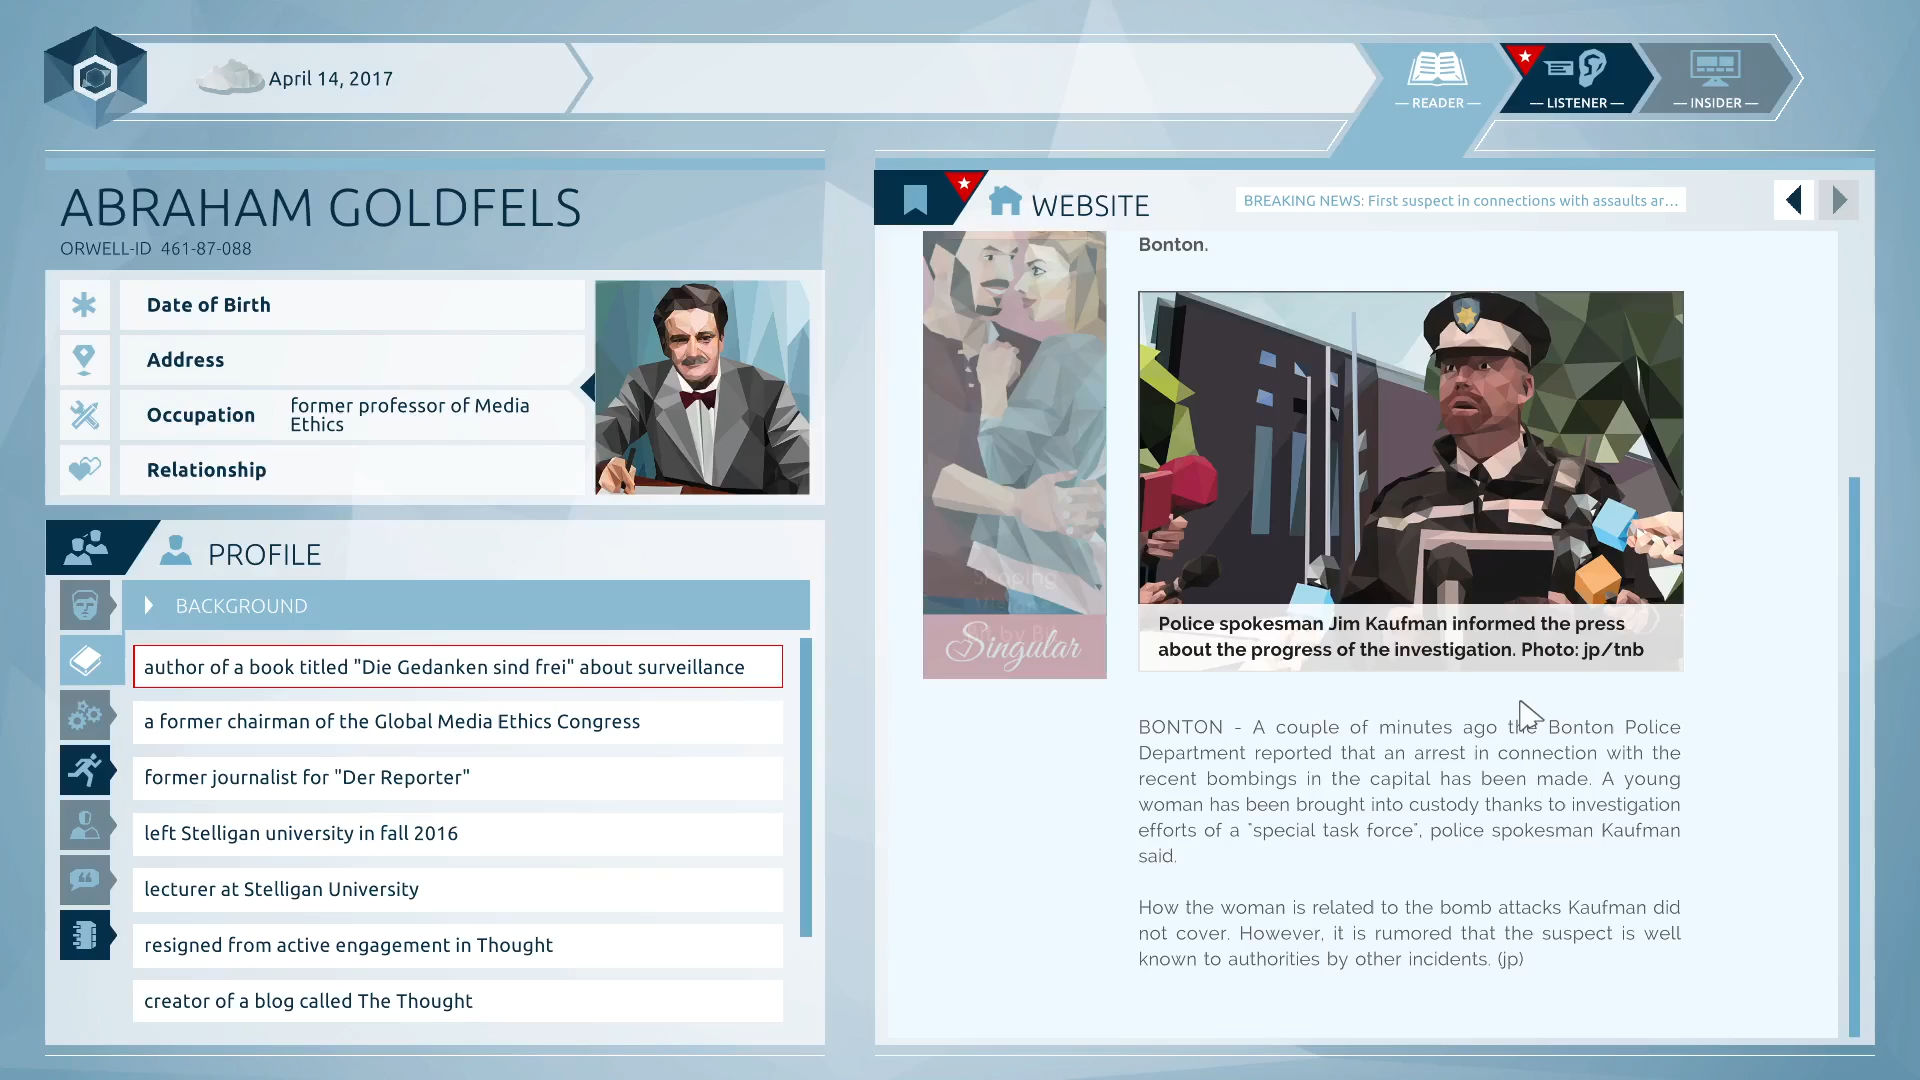 April 14, 2017
READER
LISTENER
INSIDER
ABRAHAM GOLDFELS
ORWELL-ID 461-87-088
Date of Birth
Address
Occupation former professor of Media
Ethics
Relationship
PROFILE
BACKGROUND
author of a book titled "Die Gedanken sind frei" about surveillance
a former chairman of the Global Media Ethics Congress
former journalist for "Der Reporter"
left Stelligan university in fall 2016
lecturer at Stelligan University
resigned from active engagement in Thought
creator of a blog called The Thought
WEBSITE
BREAKING NEWS: First suspect in connections with assaults ar...
Bonton.
Singular
Police spokesman Jim Kaufman informed the press
about the progress of the investigation. Photo: jp/tnb
BONTON - A couple of minutes ago the Bonton Police
Department reported that an arrest in connection with the
recent bombings in the capital has been made. A young
woman has been brought into custody thanks to investigation
efforts of a "special task force", police spokesman Kaufman
said.
How the woman is related to the bomb attacks Kaufman did
not cover. However, it is rumored that the suspect is well
known to authorities by other incidents. (jp)